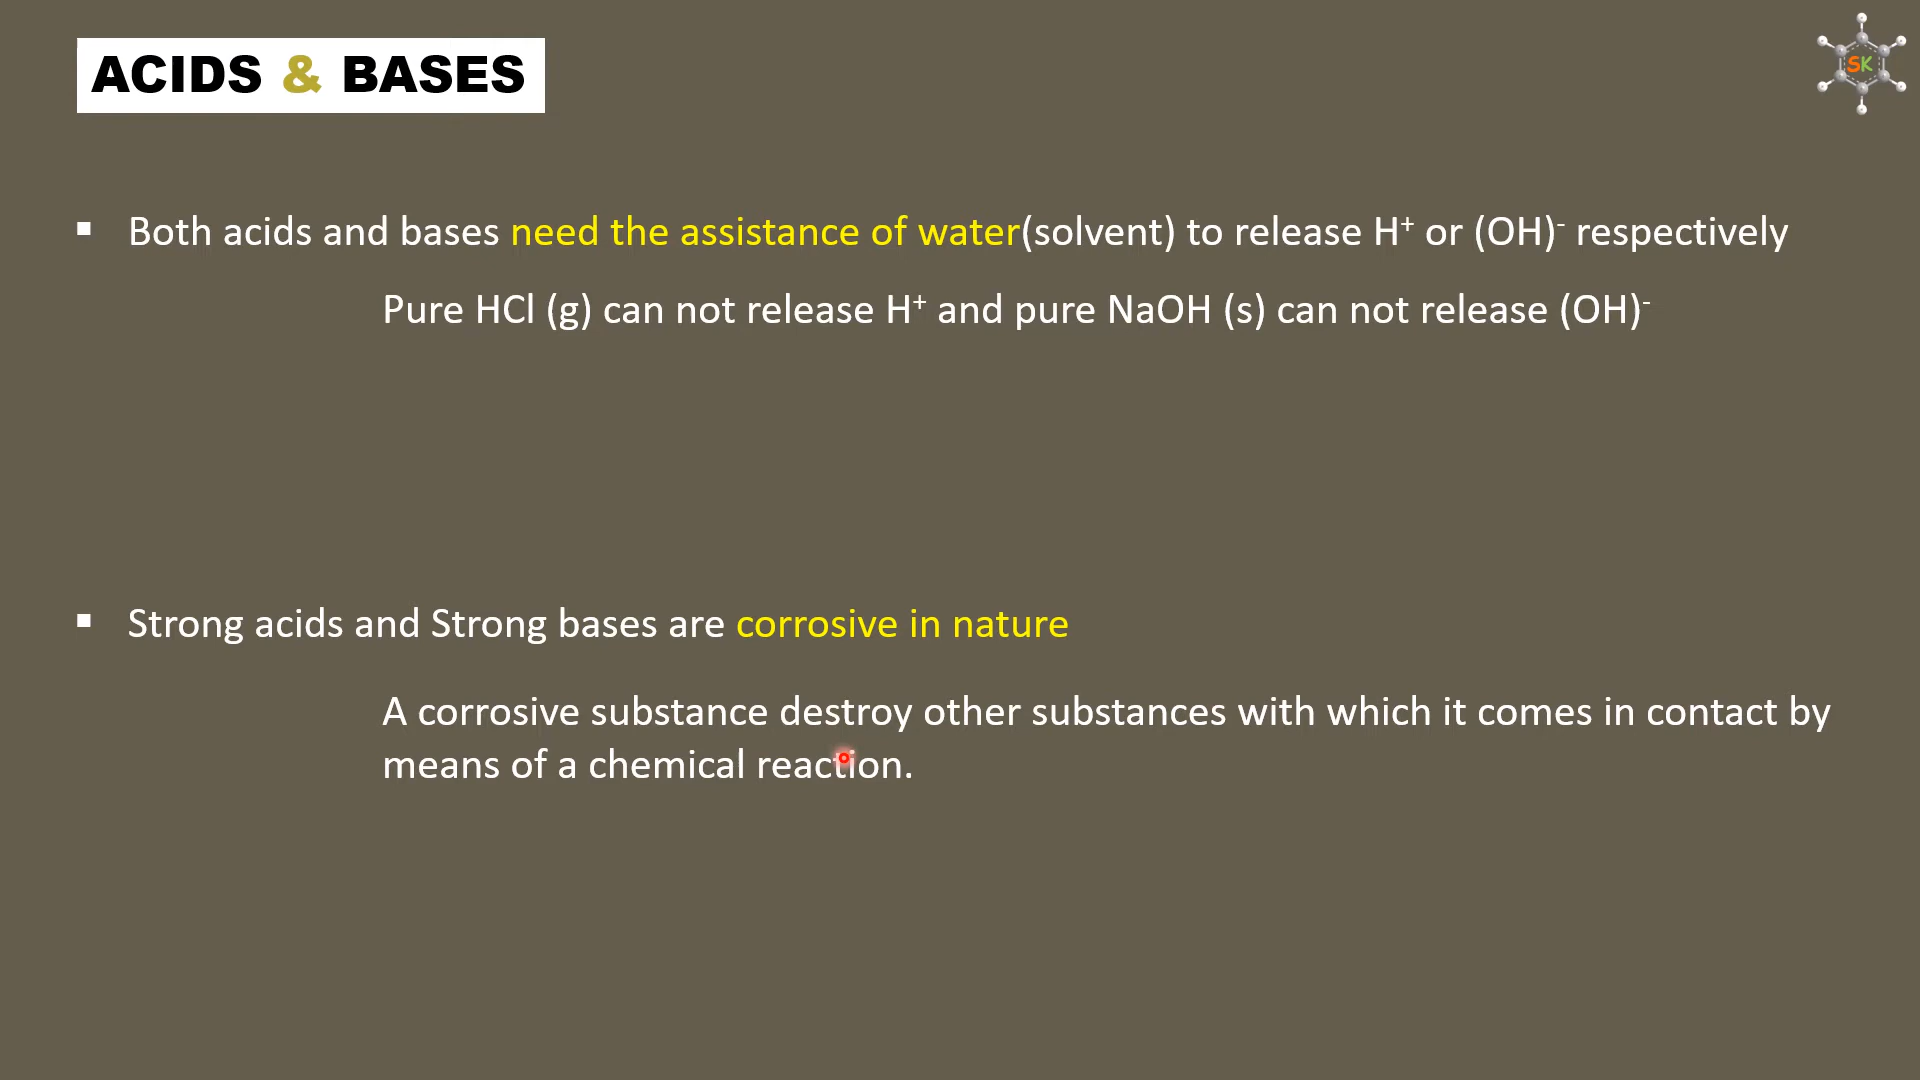 ACIDS & BASES
SK
▪ Both acids and bases need the assistance of water(solvent) to release H⁺ or (OH)⁻ respectively
Pure HCl (g) can not release H⁺ and pure NaOH (s) can not release (OH)⁻
▪ Strong acids and Strong bases are corrosive in nature
A corrosive substance destroy other substances with which it comes in contact by
means of a chemical reaction.